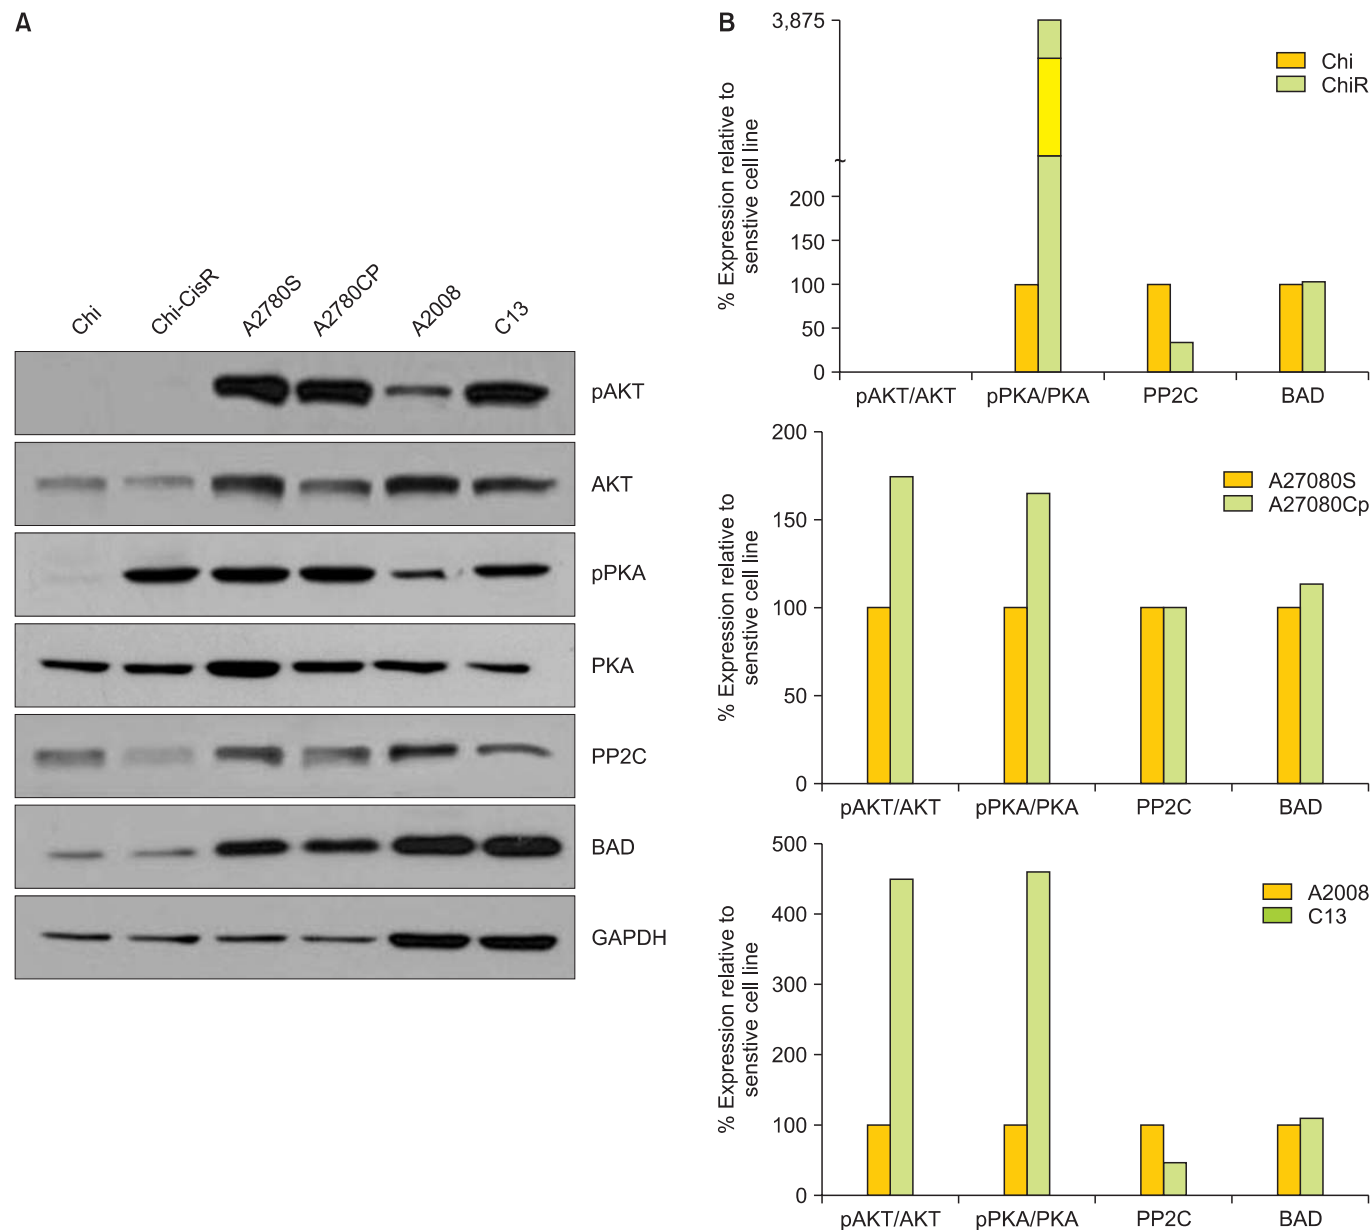 A
Chi
Chi-CisR
A2780S
A2780CP
A2008
C13
pAKT
AKT
pPKA
PKA
PP2C
BAD
GAPDH
B
% Expression relative to
senstive cell line
3,875
~
200
150
100
50
0
Chi
ChiR
pAKT/AKT
pPKA/PKA
PP2C
BAD
% Expression relative to
senstive cell line
200
150
100
50
0
A27080S
A27080Cp
pAKT/AKT
pPKA/PKA
PP2C
BAD
% Expression relative to
senstive cell line
500
400
300
200
100
0
A2008
C13
pAKT/AKT
pPKA/PKA
PP2C
BAD